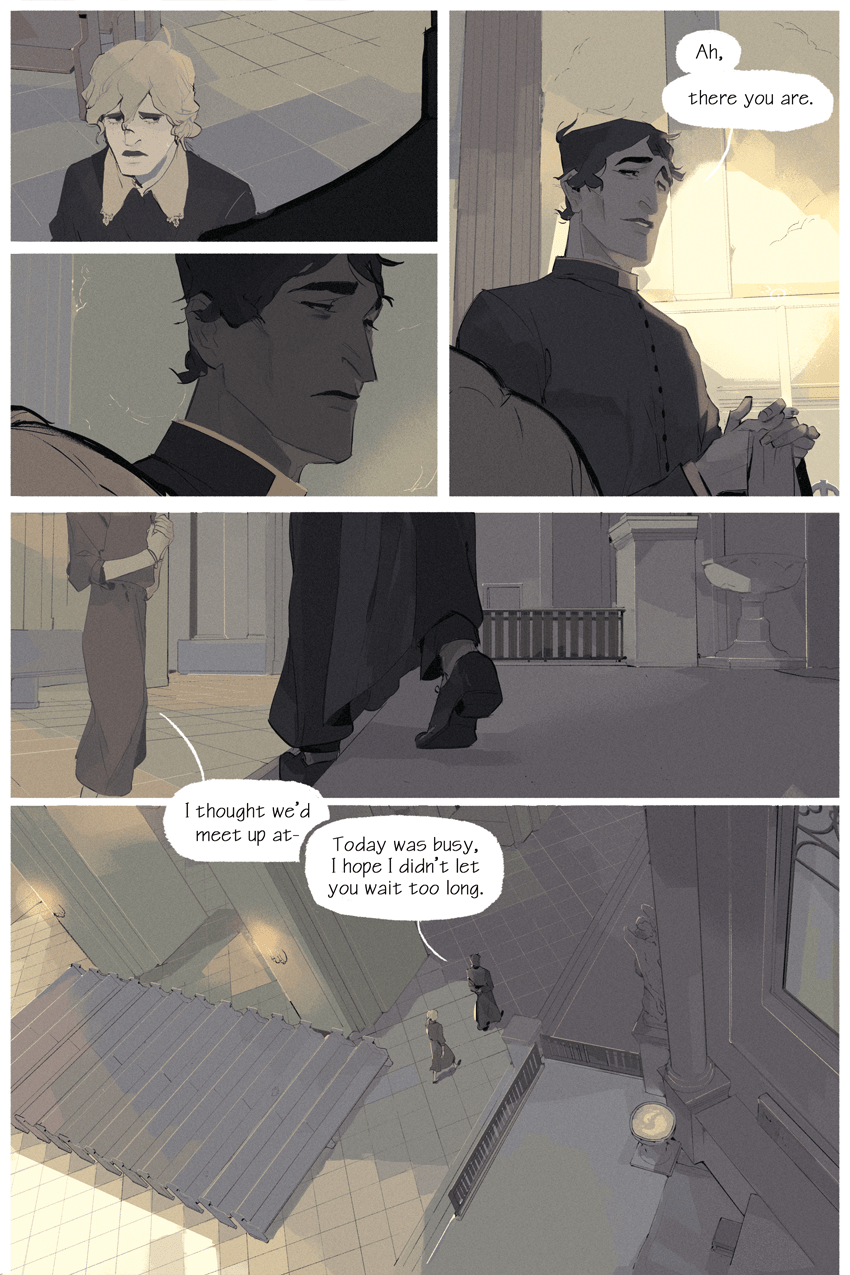 Ah,
there you are.
I thought we'd
meet up at-
Today was busy,
I hope I didn't let
you wait too long.